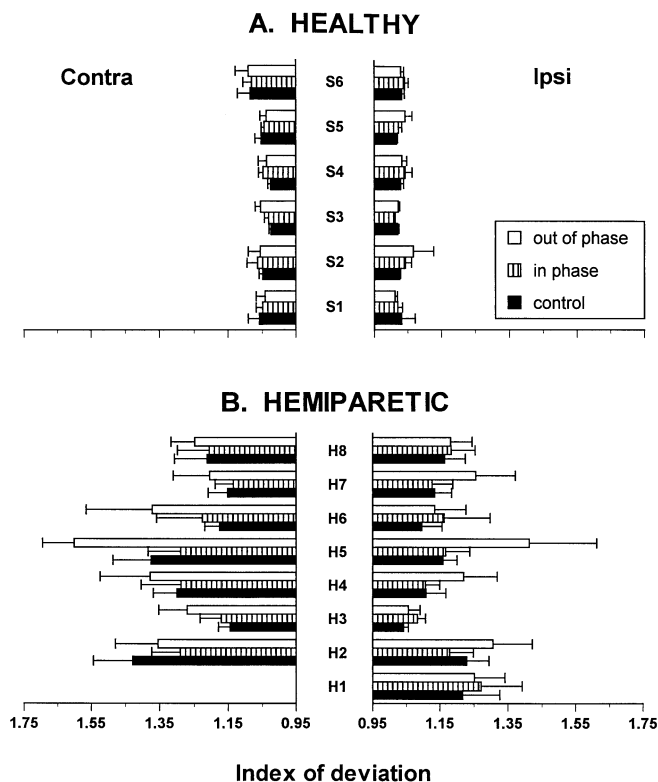 A. HEALTHY
Contra
Ipsi
S6
S5
S4
S3
S2
S1
out of phase
in phase
control
B. HEMIPARETIC
H8
H7
H6
H5
H4
H3
H2
H1
1.75 1.55 1.35 1.15 0.95 0.95 1.15 1.35 1.55 1.75
Index of deviation